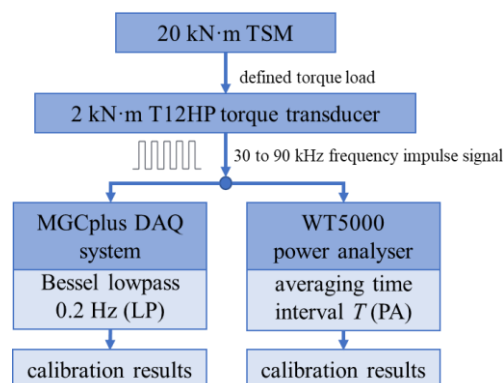 20 kN·m TSM
defined torque load
2 kN·m T12HP torque transducer
30 to 90 kHz frequency impulse signal
MGCplus DAQ
system
Bessel lowpass
0.2 Hz (LP)
calibration results
WT5000
power analyser
averaging time
interval T (PA)
calibration results